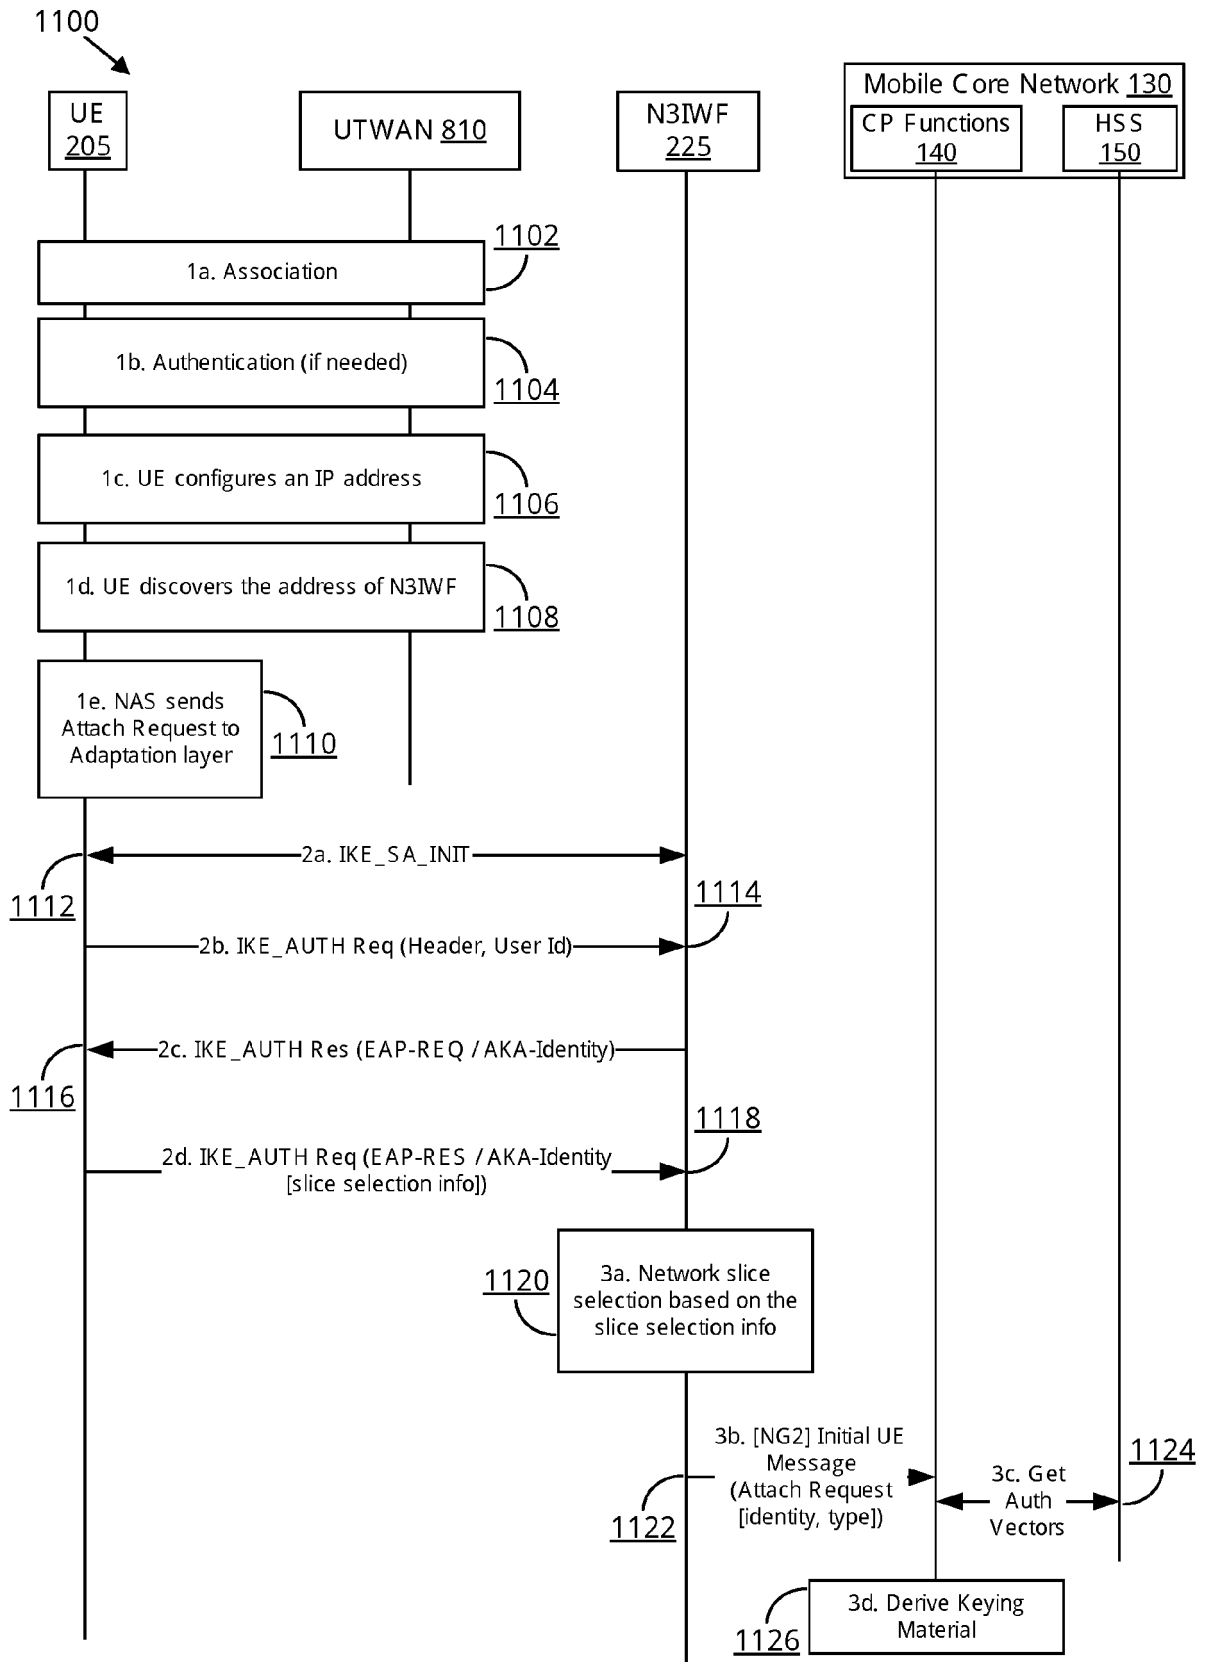 1100
UE
205
UTWAN 810
N3IWF
225
Mobile Core Network 130
CP Functions
140
HSS
150
1102
1a. Association
1b. Authentication (if needed)
1104
1c. UE configures an IP address
1106
1d. UE discovers the address of N3IWF
1108
1e. NAS sends
Attach Request to
Adaptation layer
1110
2a. IKE_SA_INIT
1112
1114
2b. IKE_AUTH Req (Header, User Id)
2c. IKE_AUTH Res (EAP-REQ / AKA-Identity)
1116
1118
2d. IKE_AUTH Req (EAP-RES / AKA-Identity
[slice selection info])
1120
3a. Network slice
selection based on the
slice selection info
3b. [NG2] Initial UE
Message
(Attach Request
[identity, type])
1122
1124
3c. Get
Auth
Vectors
3d. Derive Keying
Material
1126